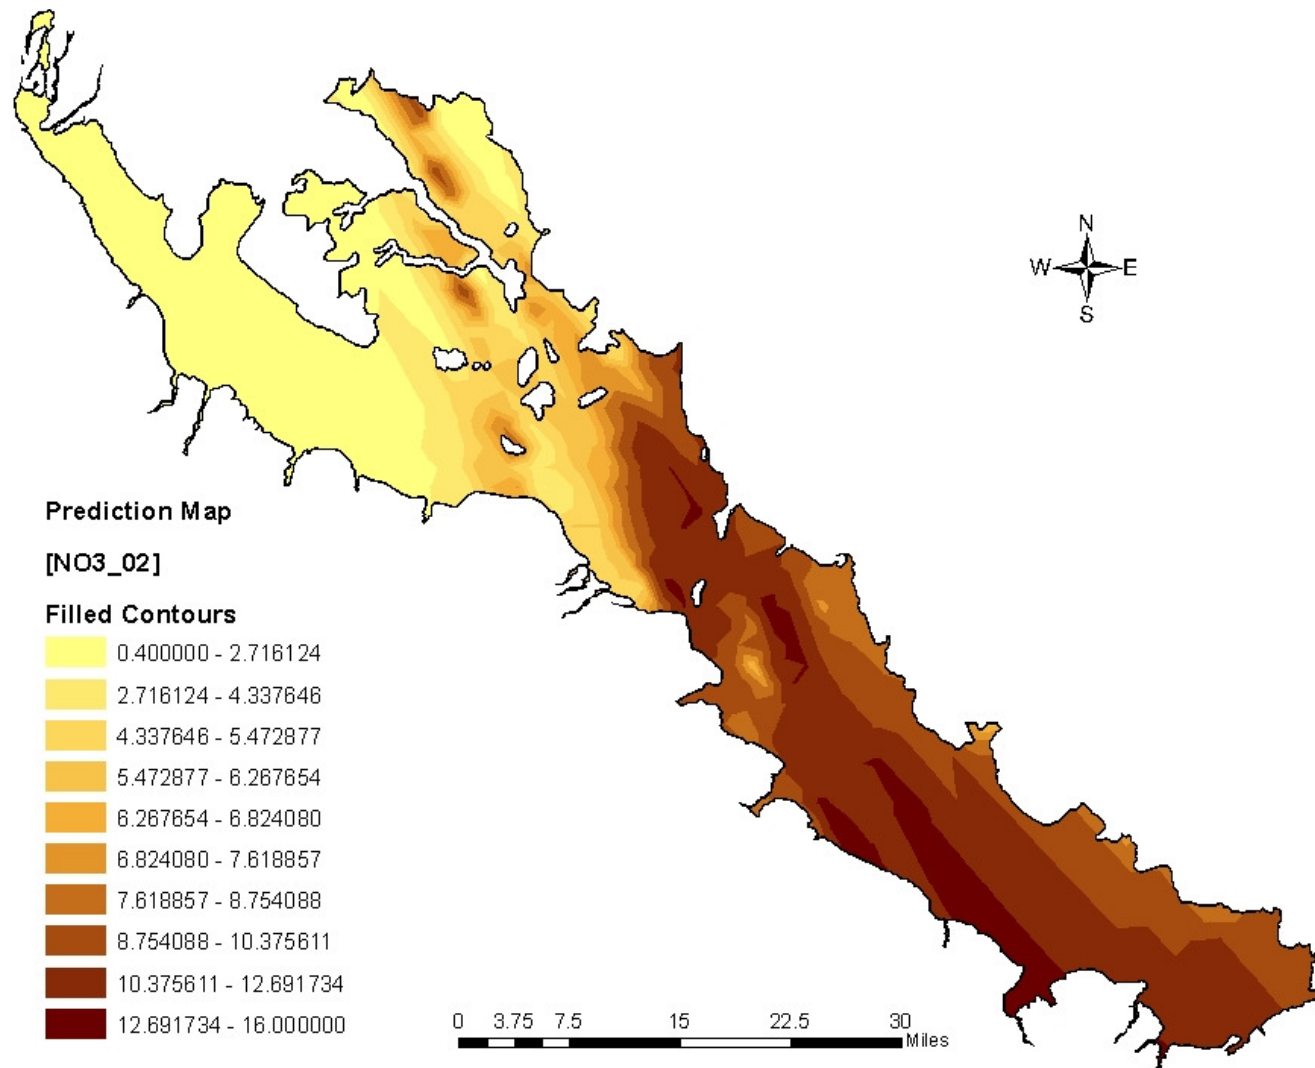 N
W E
S
Prediction Map
[NO3_02]
Filled Contours
0.400000 - 2.716124
2.716124 - 4.337646
4.337646 - 5.472877
5.472877 - 6.267654
6.267654 - 6.824080
6.824080 - 7.618857
7.618857 - 8.754088
8.754088 - 10.375611
10.375611 - 12.691734
12.691734 - 16.000000
0 3.75 7.5 15 22.5 30
Miles